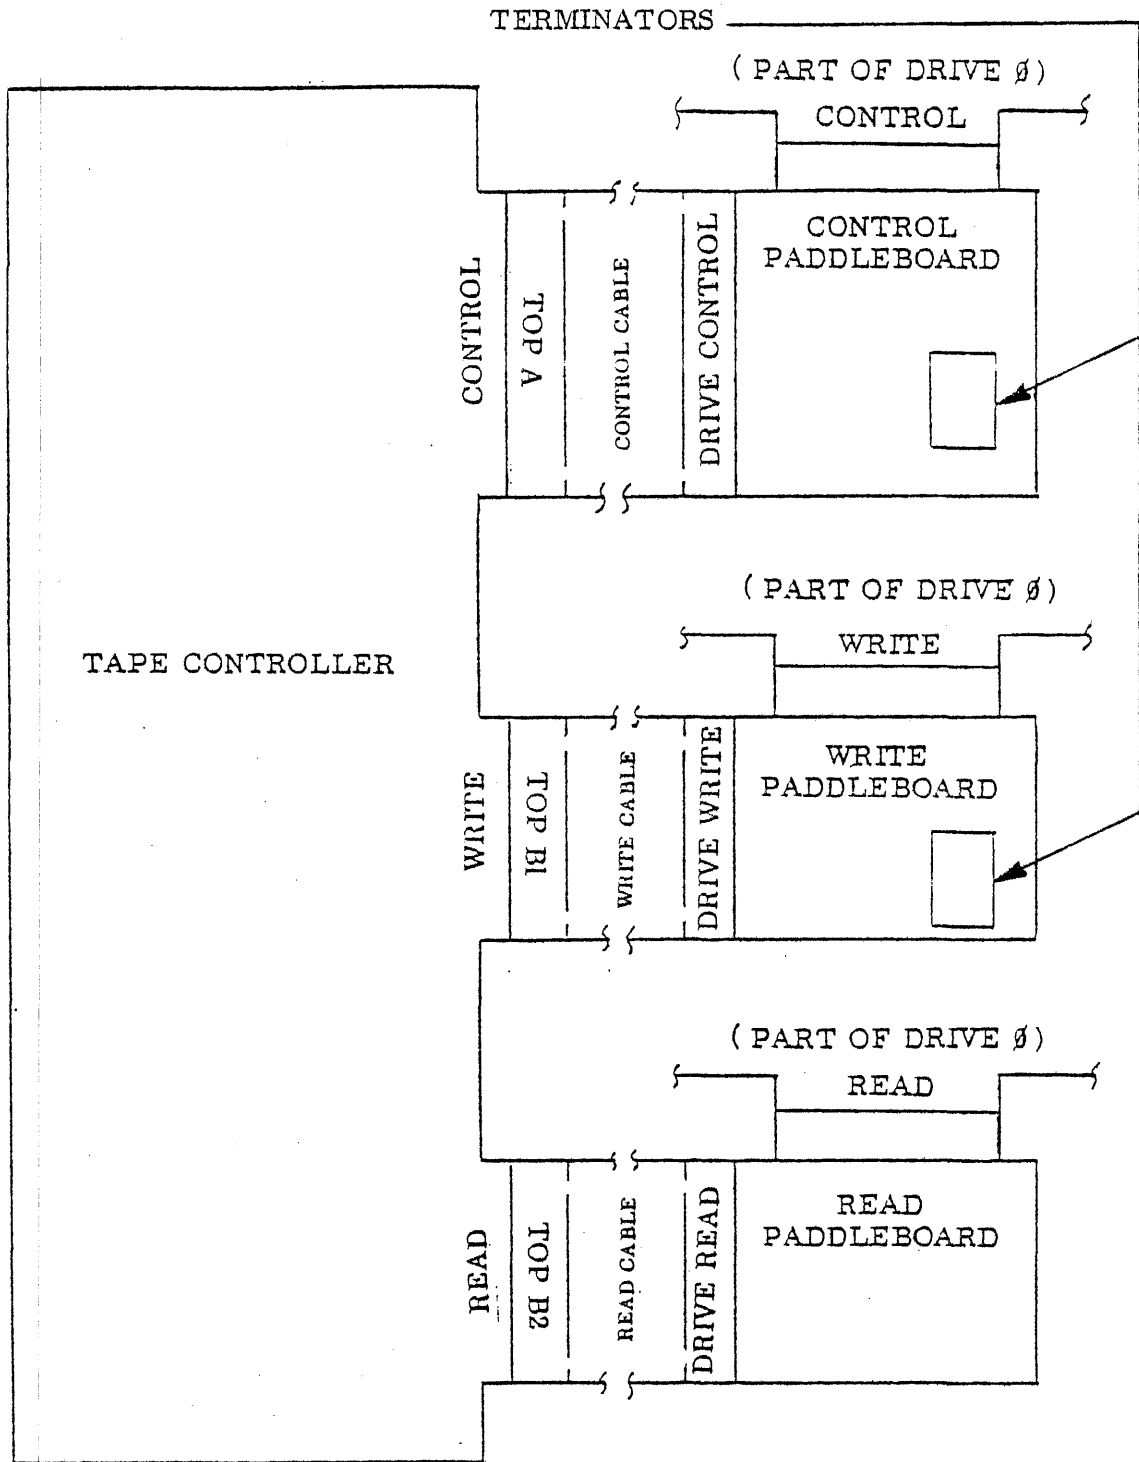 TERMINATORS
( PART OF DRIVE Ø )
CONTROL
CONTROL
PADDLEBOARD
CONTROL
TOP A
CONTROL CABLE
DRIVE CONTROL
( PART OF DRIVE Ø )
WRITE
TAPE CONTROLLER
WRITE
PADDLEBOARD
WRITE
TOP B1
WRITE CABLE
DRIVE WRITE
( PART OF DRIVE Ø )
READ
READ
PADDLEBOARD
READ
TOP B2
READ CABLE
DRIVE READ